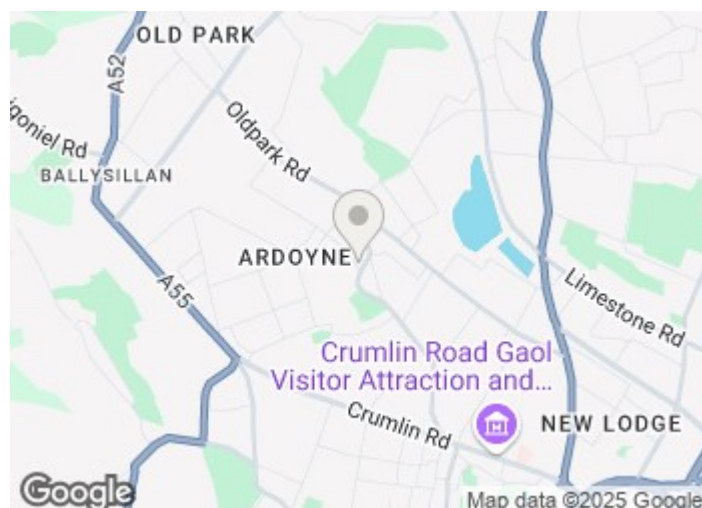 OLD PARK
A52
igoniel Rd
Oldpark Rd
BALLYSILLAN
ARDOYNE
A55
Limestone Rd
Crumlin Road Gaol
Visitor Attraction and...
Crumlin Rd
NEW LODGE
Google
Map data ©2025 Google